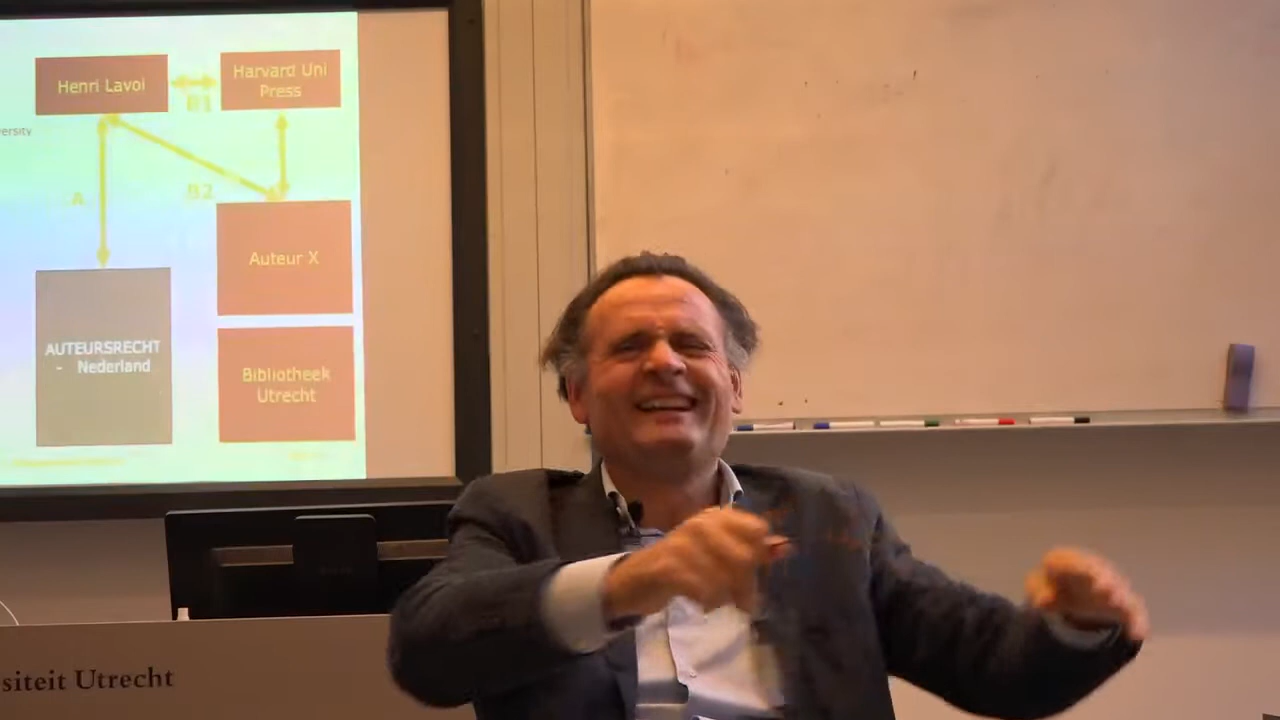 Henri Lavoi
Harvard Uni
Press
B1
ersity
A
B2
Auteur X
AUTEURSRECHT
- Nederland
Bibliotheek
Utrecht
siteit Utrecht